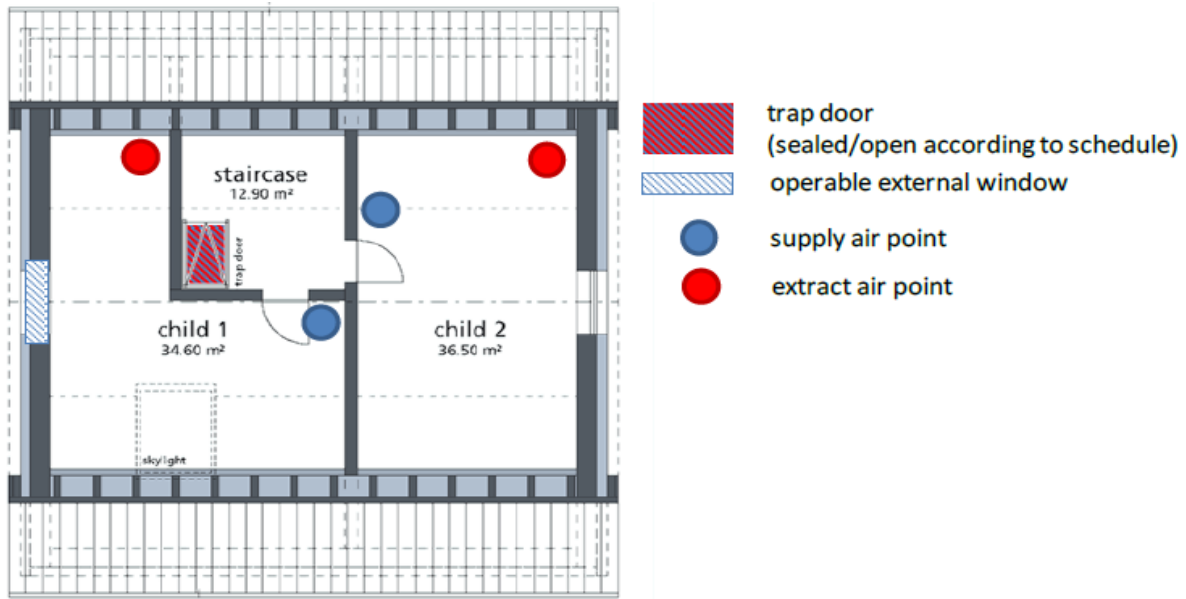 staircase
12.90 m²
trap door
child 1
34.60 m²
child 2
36.50 m²
skylight
trap door
(sealed/open according to schedule)
operable external window
supply air point
extract air point